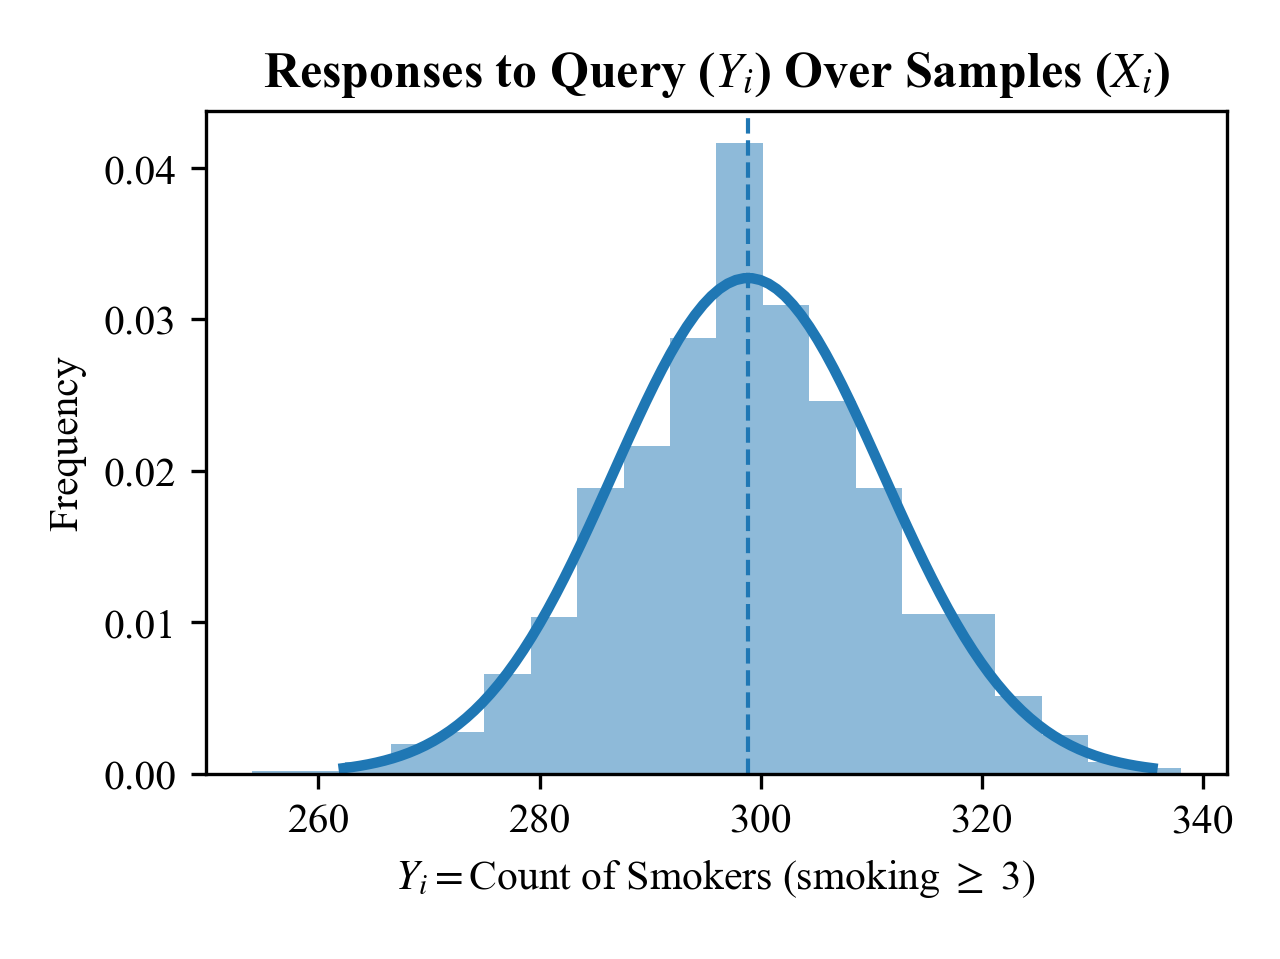 Responses to Query (Yᵢ) Over Samples (Xᵢ)
0.04
0.03
0.02
0.01
0.00
Frequency
260 280 300 320 340
Yᵢ = Count of Smokers (smoking ≥ 3)